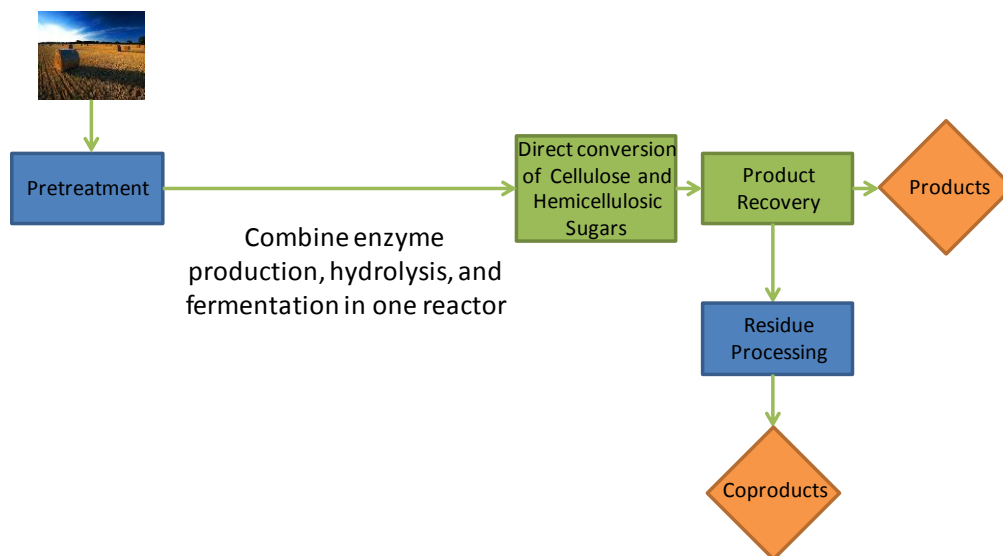 Pretreatment
Direct conversion
of Cellulose and
Hemicellulosic
Sugars
Product
Recovery
Products
Combine enzyme
production, hydrolysis, and
fermentation in one reactor
Residue
Processing
Coproducts